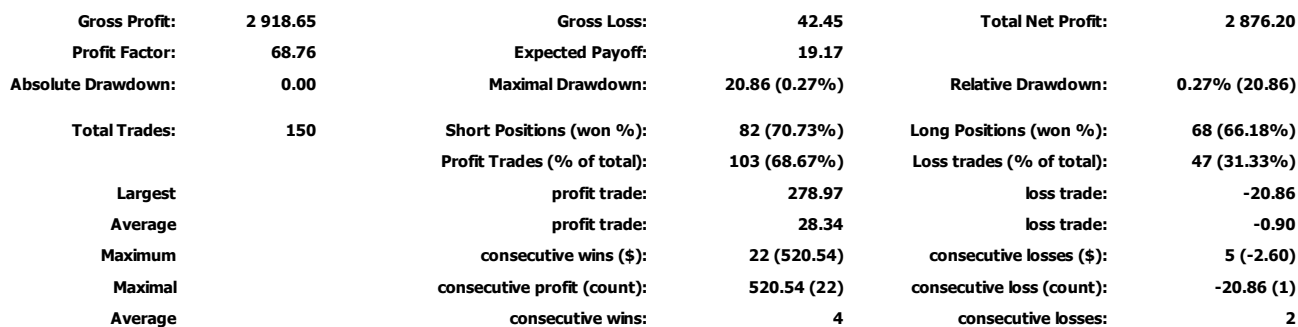 Gross Profit: 2 918.65 Gross Loss: 42.45 Total Net Profit: 2 876.20
Profit Factor: 68.76 Expected Payoff: 19.17
Absolute Drawdown: 0.00 Maximal Drawdown: 20.86 (0.27%) Relative Drawdown: 0.27% (20.86)
Total Trades: 150 Short Positions (won %): 82 (70.73%) Long Positions (won %): 68 (66.18%)
Profit Trades (% of total): 103 (68.67%) Loss trades (% of total): 47 (31.33%)
Largest profit trade: 278.97 loss trade: -20.86
Average profit trade: 28.34 loss trade: -0.90
Maximum consecutive wins ($): 22 (520.54) consecutive losses ($): 5 (-2.60)
Maximal consecutive profit (count): 520.54 (22) consecutive loss (count): -20.86 (1)
Average consecutive wins: 4 consecutive losses: 2